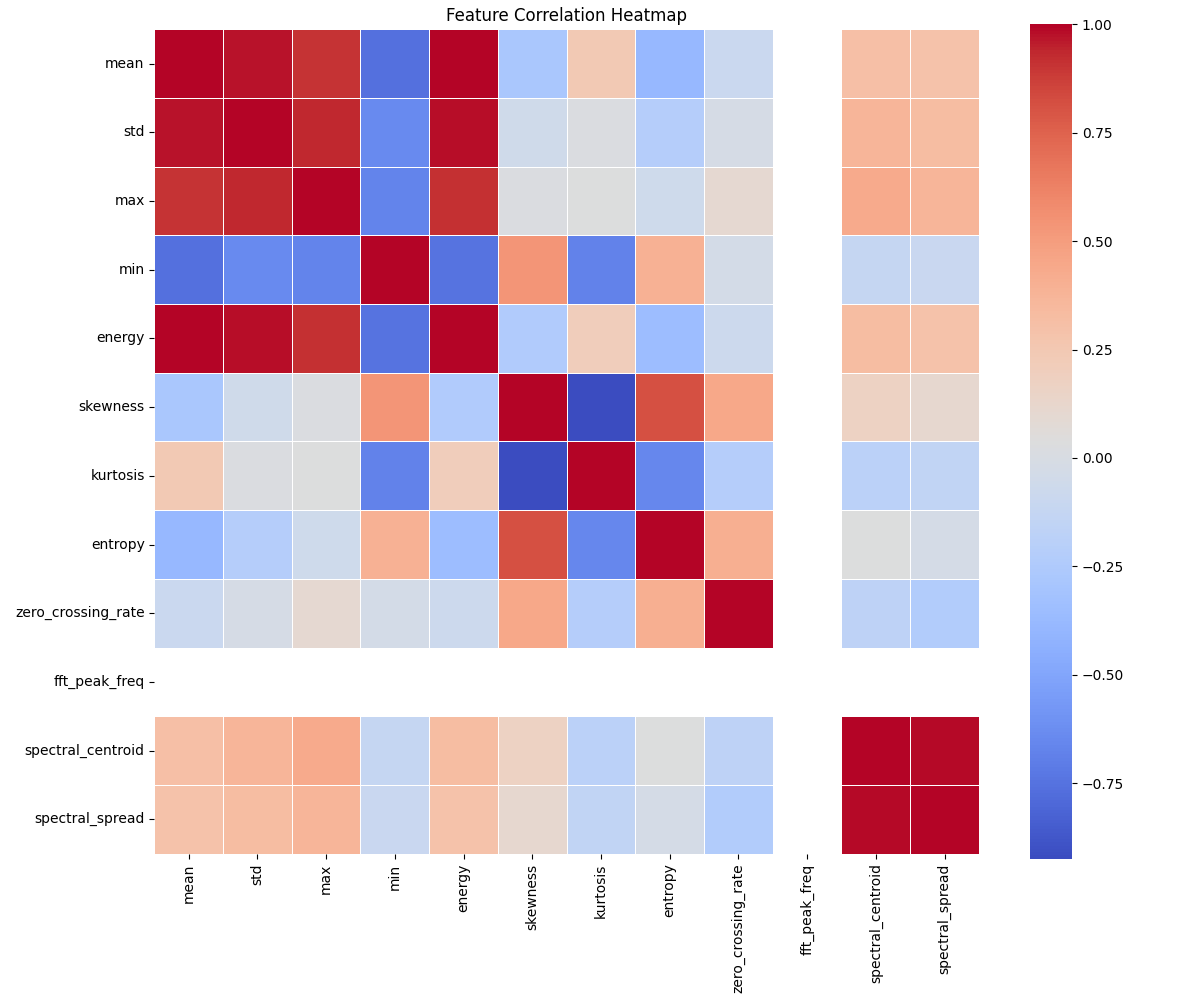 Feature Correlation Heatmap
mean
std
max
min
energy
skewness
kurtosis
entropy
zero_crossing_rate
fft_peak_freq
spectral_centroid
spectral_spread
mean
std
max
min
energy
skewness
kurtosis
entropy
zero_crossing_rate
fft_peak_freq
spectral_centroid
spectral_spread
1.00
0.75
0.50
0.25
0.00
−0.25
−0.50
−0.75